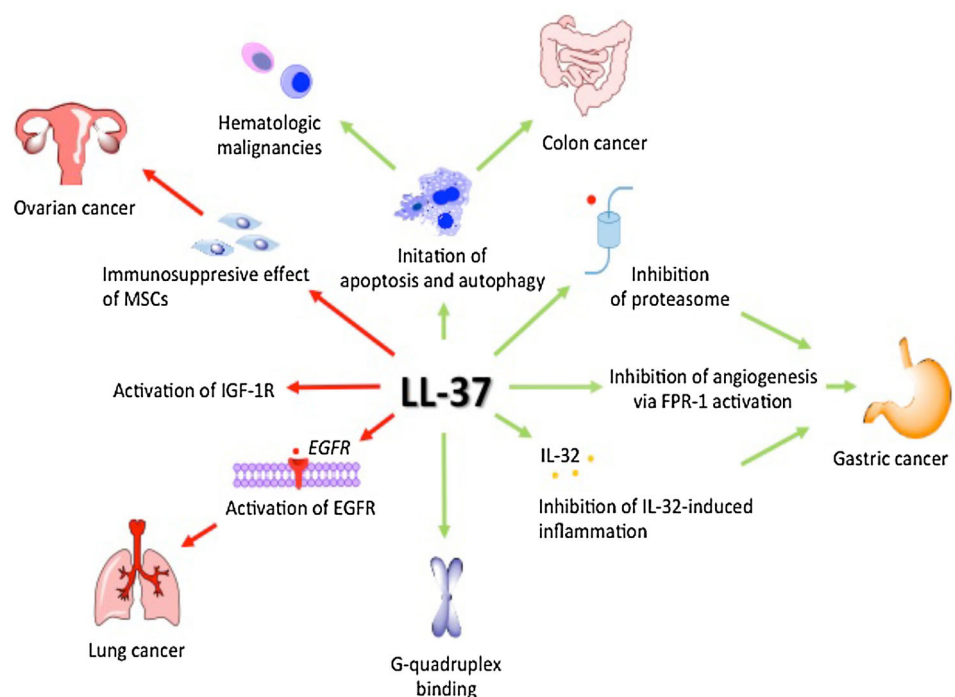 Hematologic
malignancies
Colon cancer
Ovarian cancer
Initation of
apoptosis and autophagy
Immunosuppresive effect
of MSCs
Inhibition
of proteasome
LL-37
Activation of IGF-1R
Inhibition of angiogenesis
via FPR-1 activation
Gastric cancer
EGFR
Activation of EGFR
IL-32
Inhibition of IL-32-induced
inflammation
Lung cancer
G-quadruplex
binding